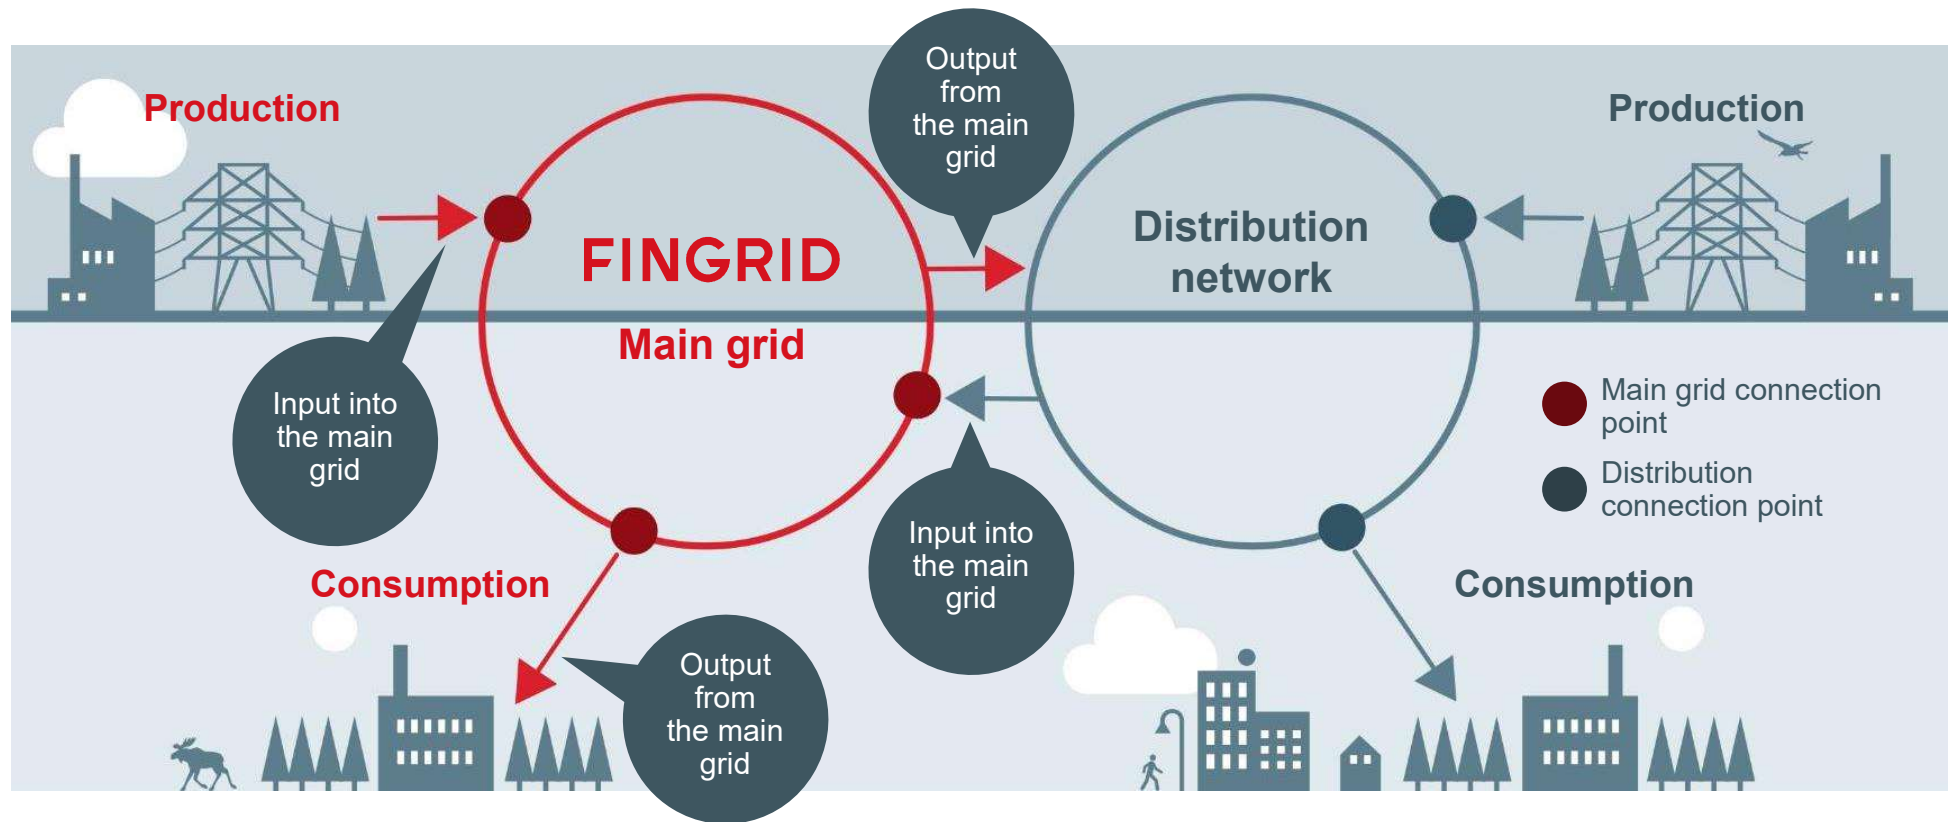 Output
from
the main
grid
Production
Production
FINGRID
Main grid
Distribution
network
Input into
the main
grid
Main grid connection
point
Distribution
connection point
Input into
the main
grid
Consumption
Consumption
Output
from
the main
grid